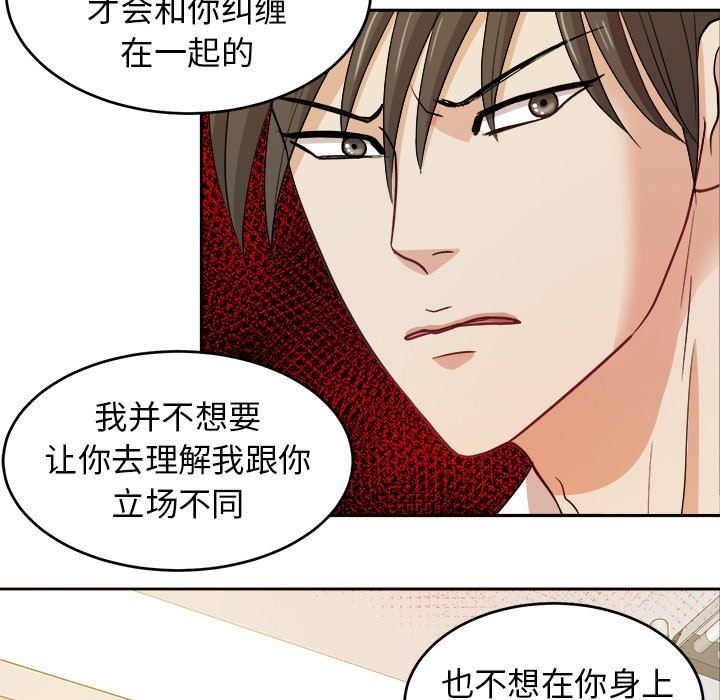 才会和你纠缠
在一起的
我并不想要
让你去理解我跟你
立场不同
也不想在你身上